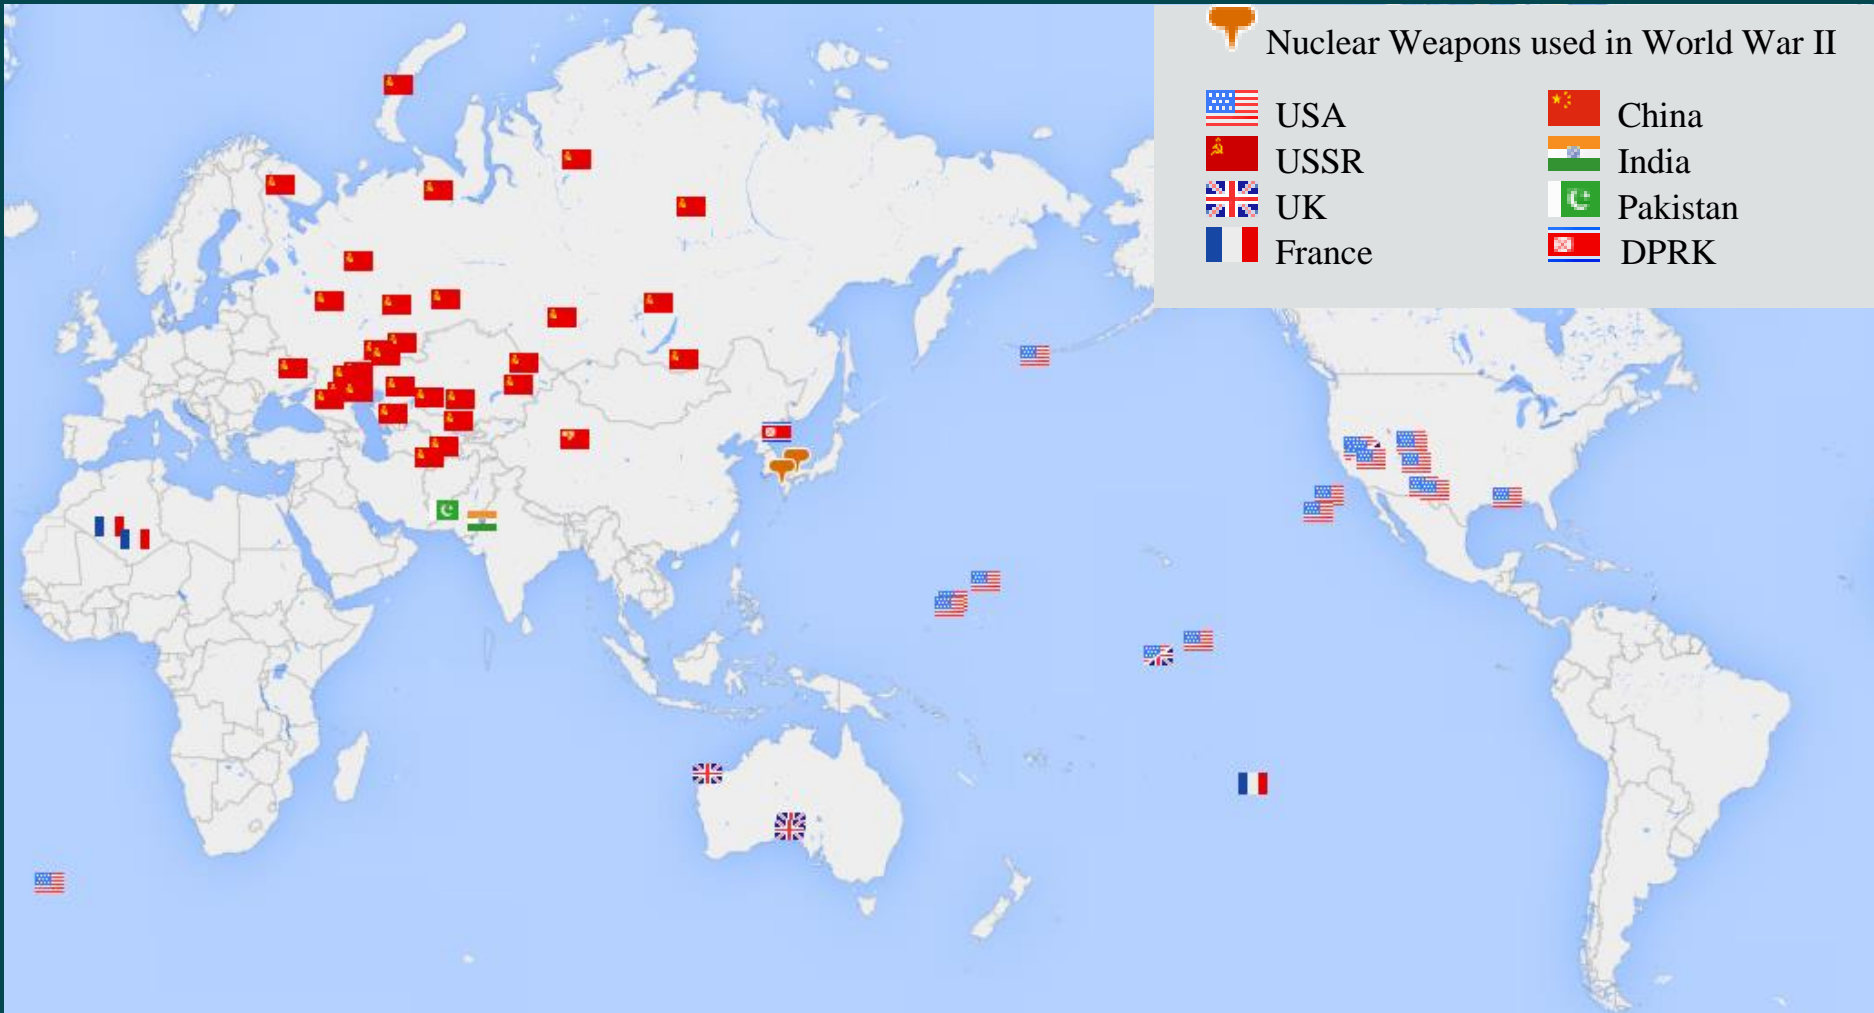 Nuclear Weapons used in World War II
USA
China
USSR
India
UK
Pakistan
France
DPRK